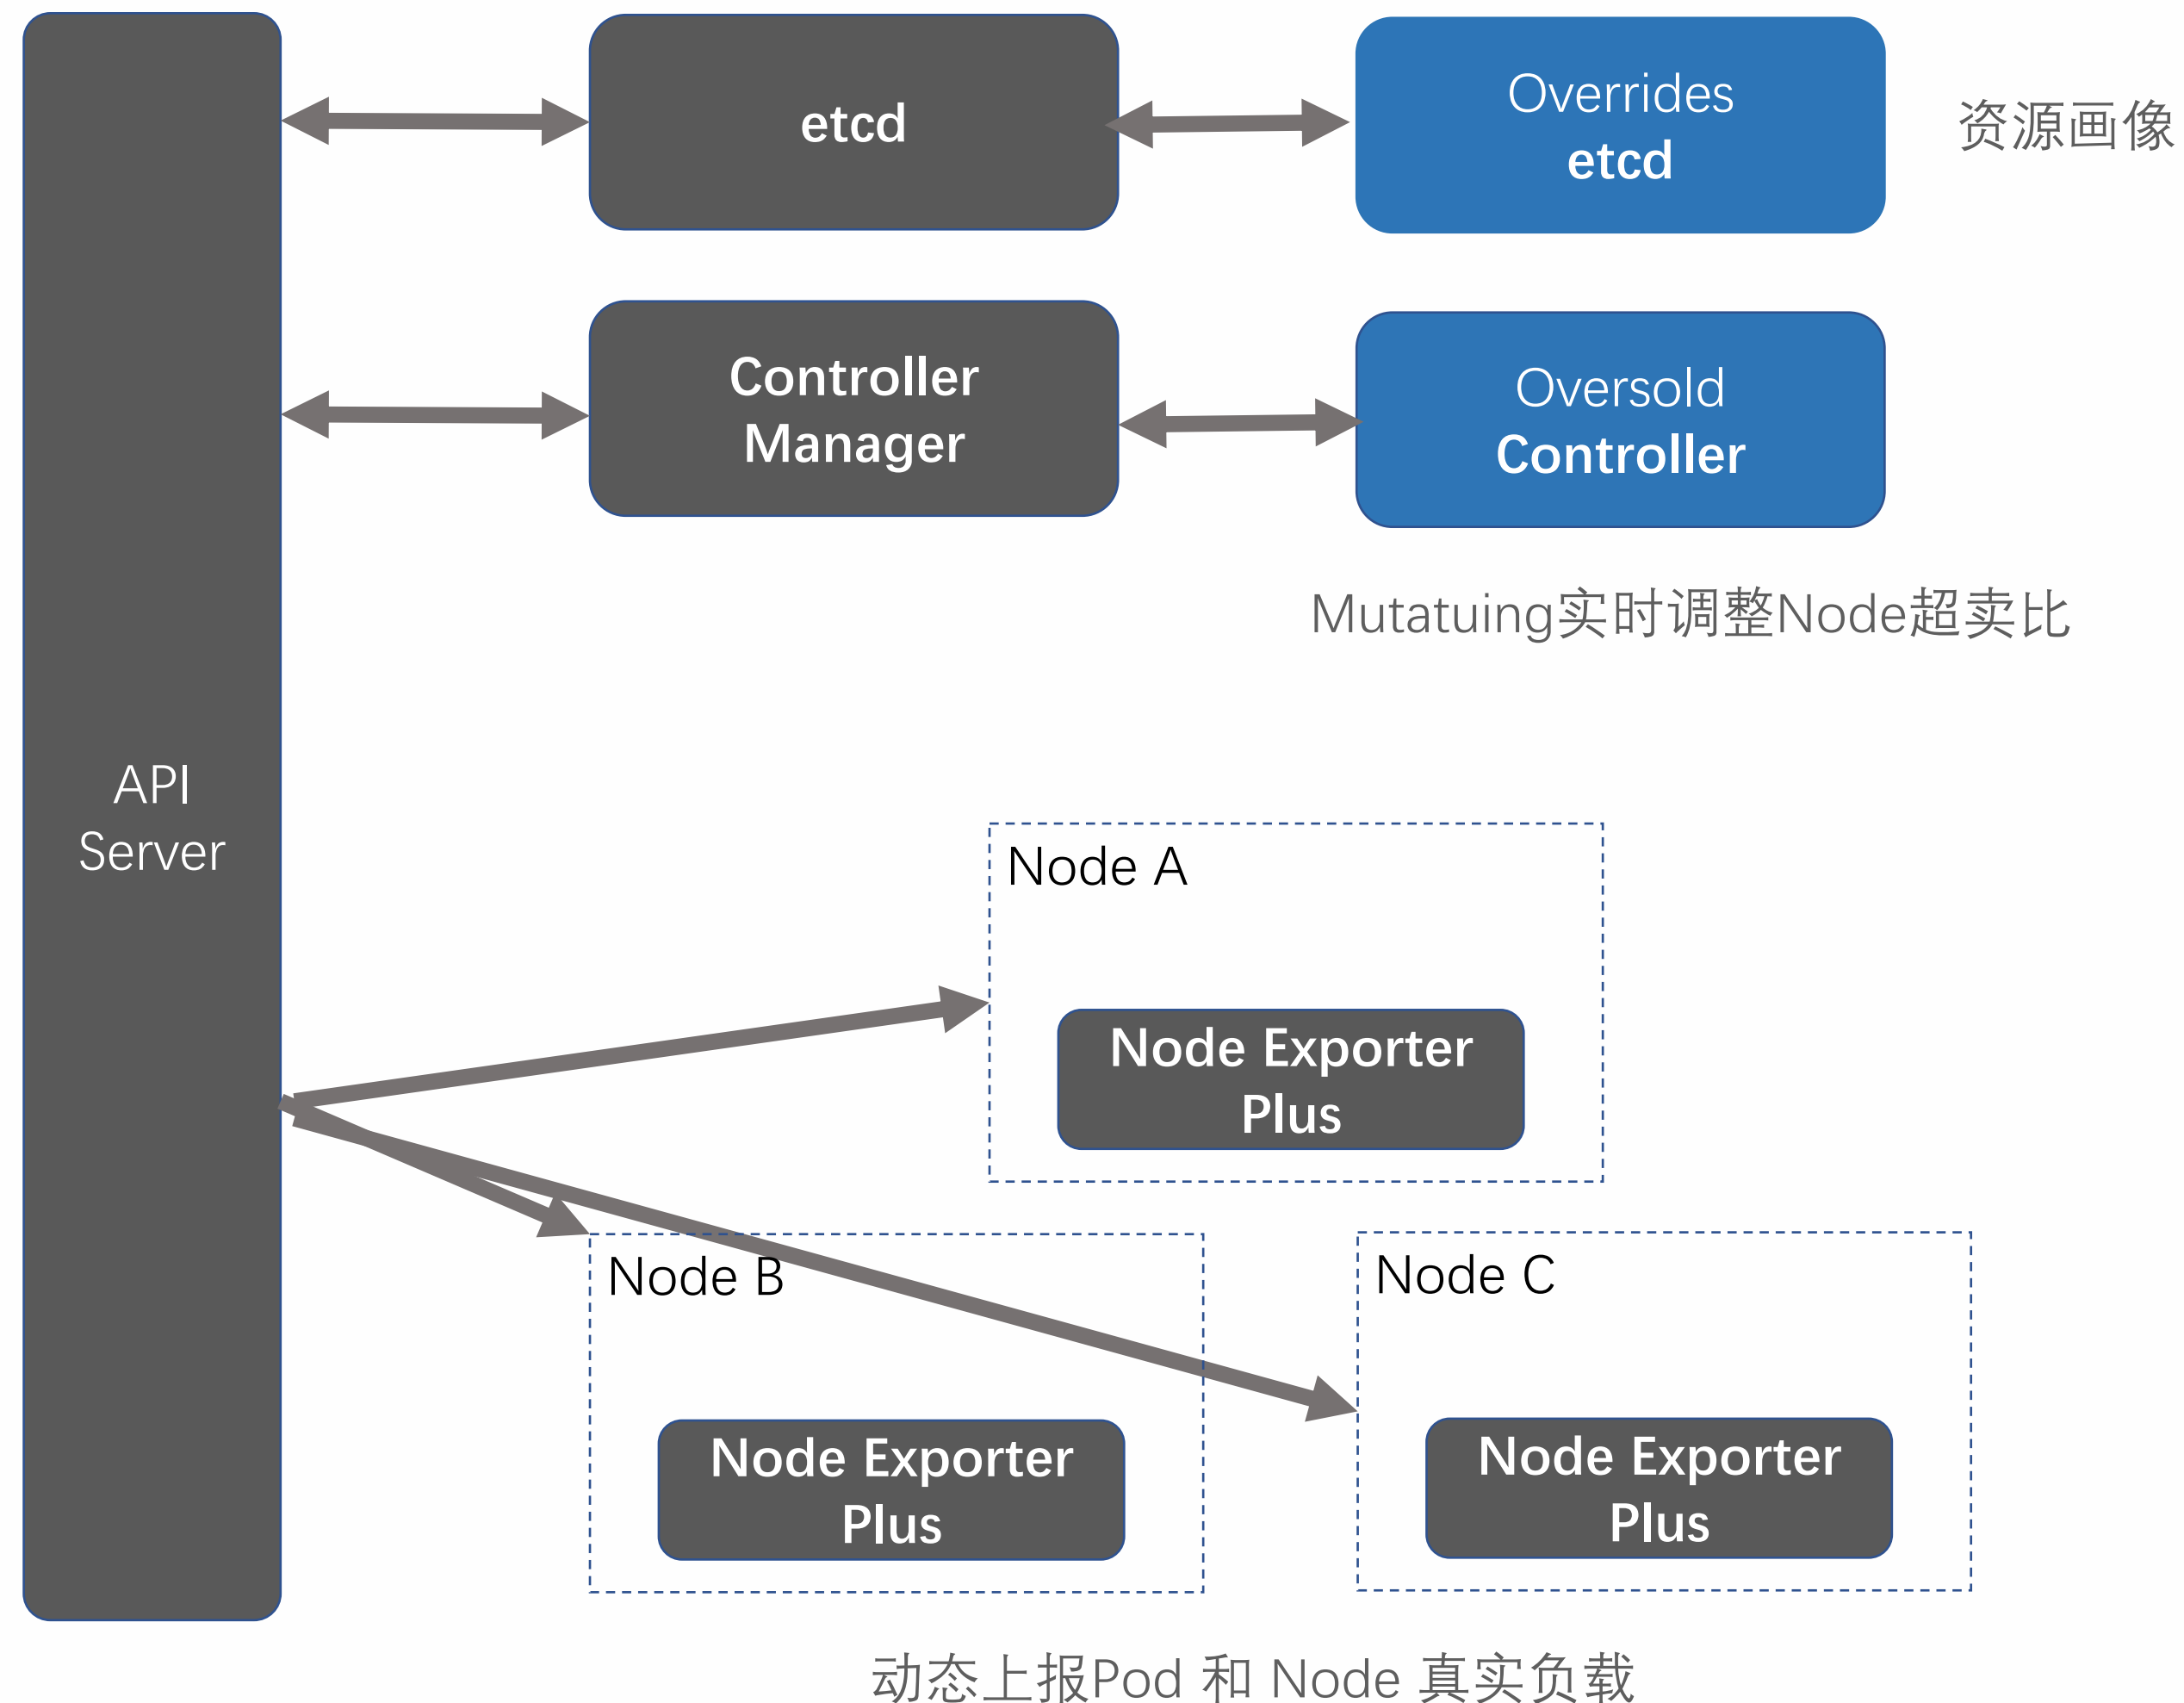 etcd
Overrides
etcd
资源画像
Controller
Manager
Oversold
Controller
Mutatuing实时调整Node超卖比
API
Server
Node A
Node Exporter
Plus
Node B
Node Exporter
Plus
Node C
Node Exporter
Plus
动态上报Pod 和 Node 真实负载